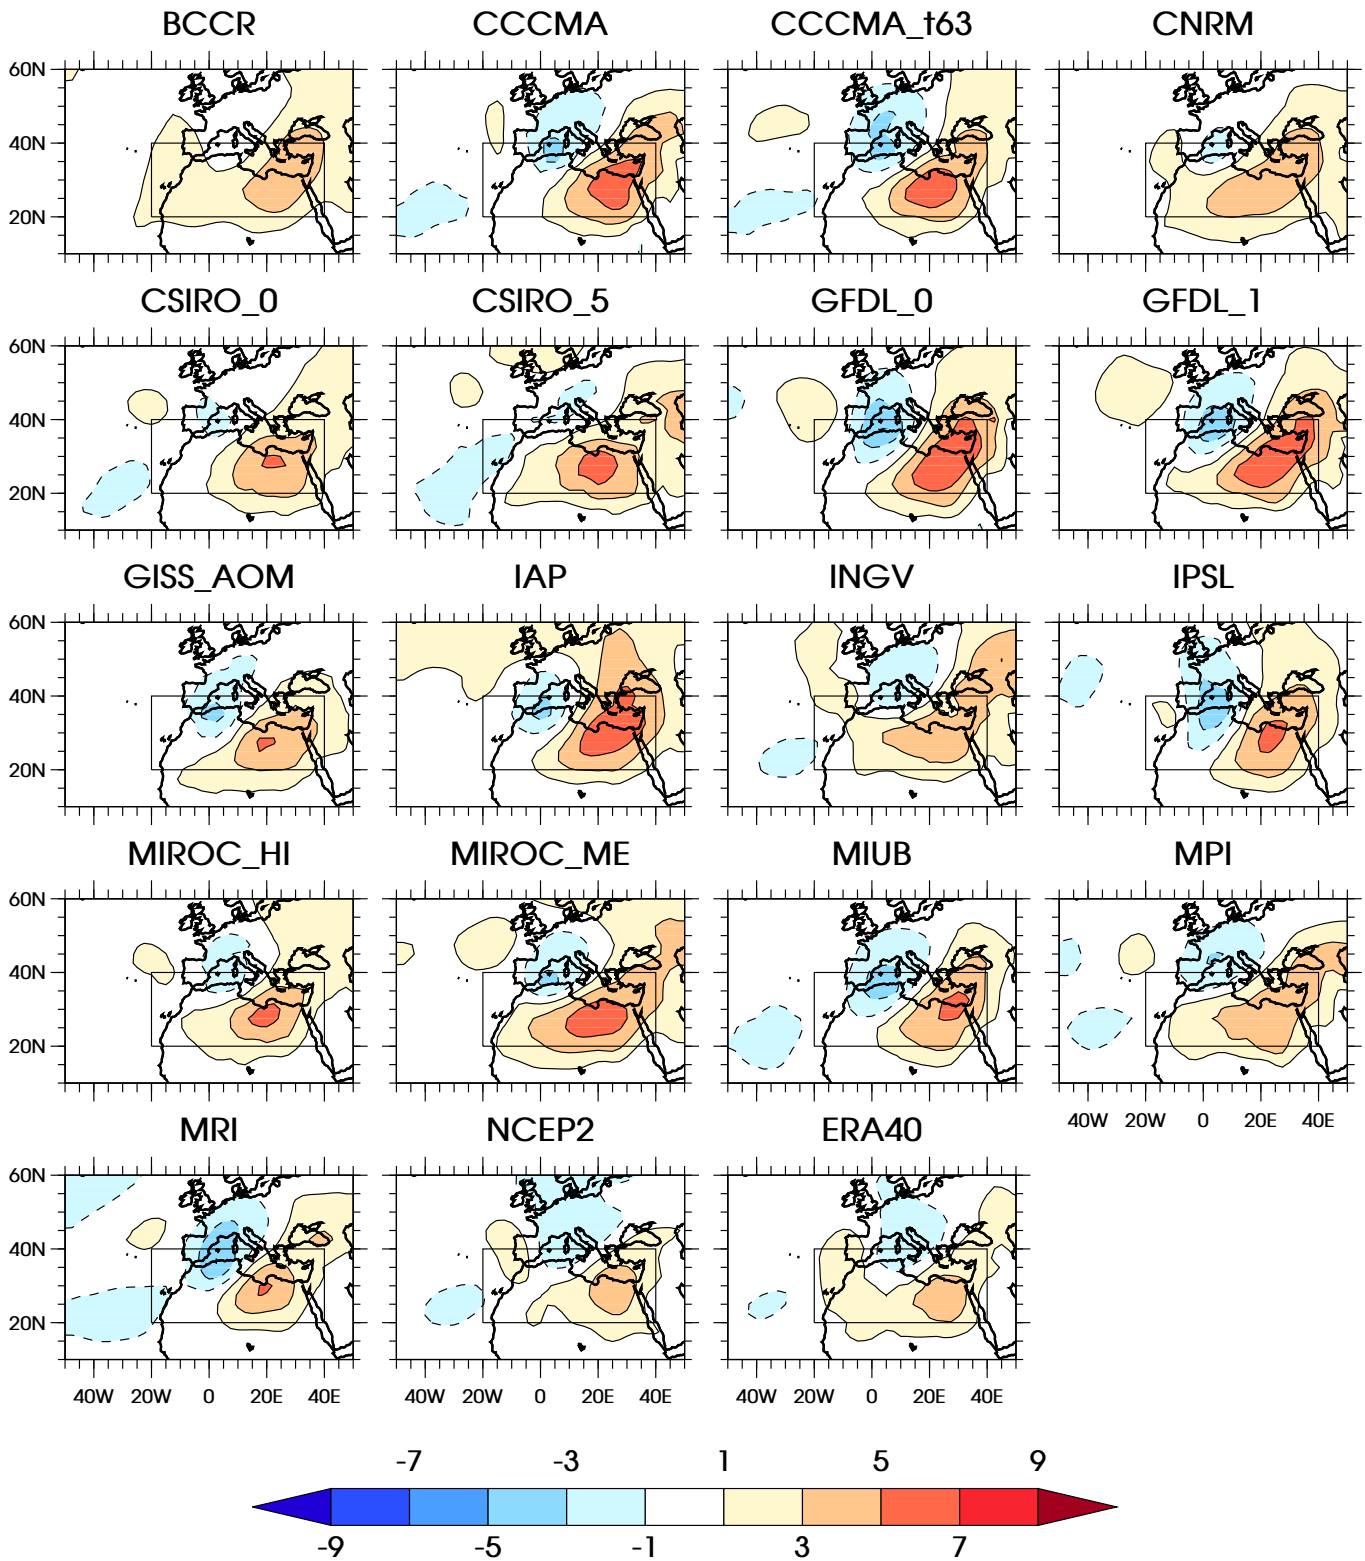 BCCR CCCMA CCCMA_t63 CNRM
60N
40N
20N
CSIRO_0 CSIRO_5 GFDL_0 GFDL_1
60N
40N
20N
GISS_AOM IAP INGV IPSL
60N
40N
20N
MIROC_HI MIROC_ME MIUB MPI
60N
40N
20N
40W 20W 0 20E 40E
MRI NCEP2 ERA40
60N
40N
20N
40W 20W 0 20E 40E 40W 20W 0 20E 40E 40W 20W 0 20E 40E
-7 -3 1 5 9
-9 -5 -1 3 7